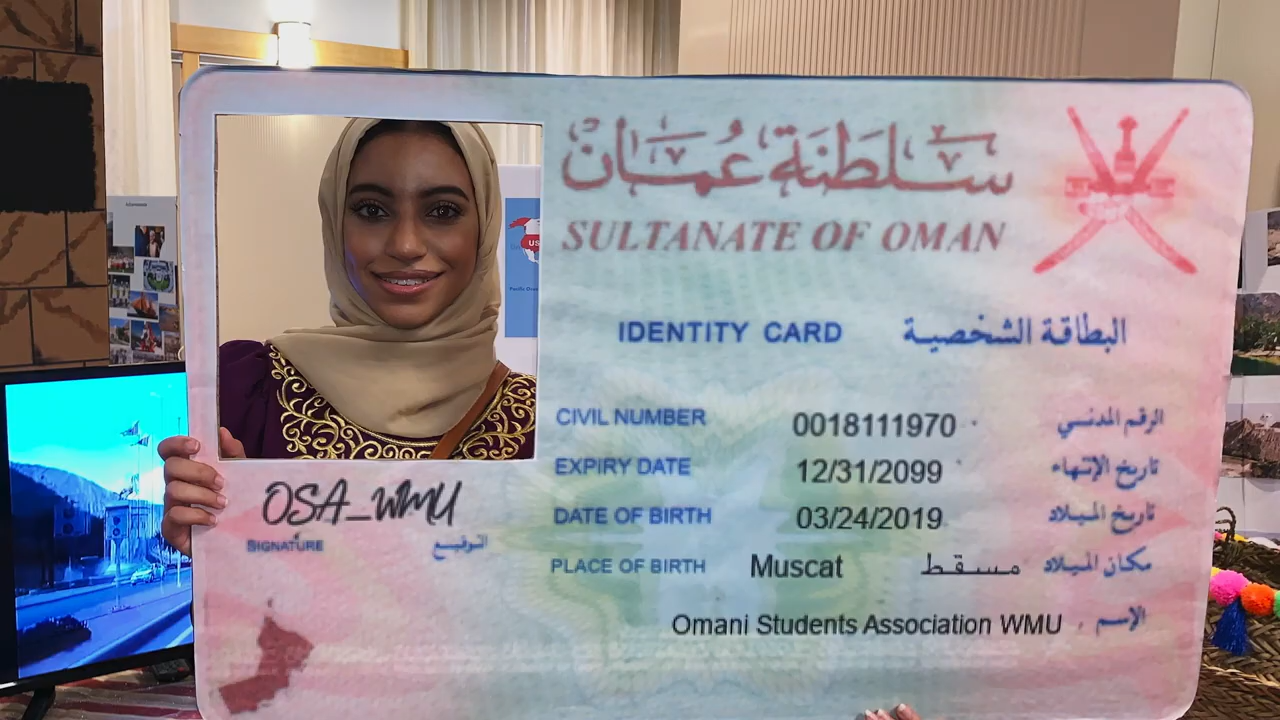 سلطنة عُمان
SULTANATE OF OMAN
IDENTITY CARD البطاقة الشخصية
CIVIL NUMBER 0018111970 الرقم المدني
EXPIRY DATE 12/31/2099 تاريخ الإنتهاء
DATE OF BIRTH 03/24/2019 تاريخ الميلاد
PLACE OF BIRTH Muscat مسقط مكان الميلاد
Omani Students Association WMU الإسم
OSA_WMU
SIGNATURE التوقيع
US